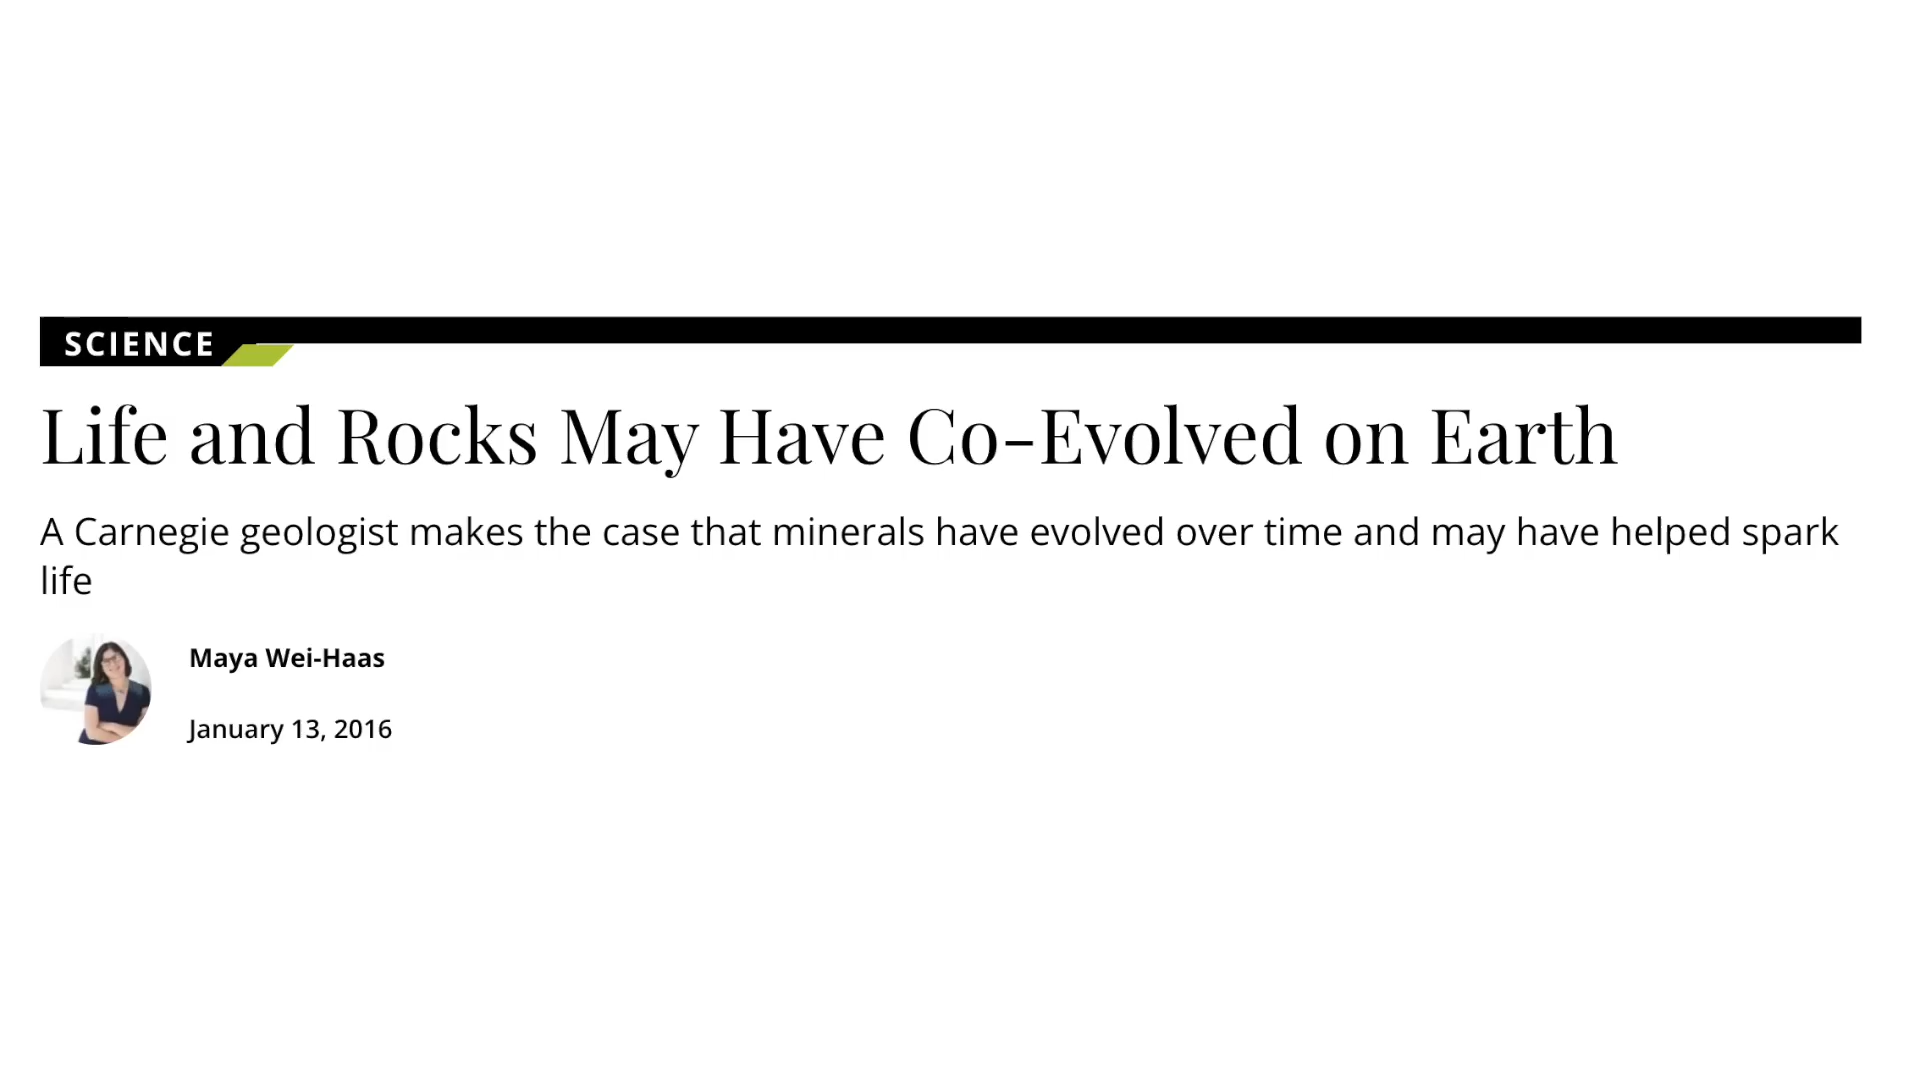 SCIENCE
Life and Rocks May Have Co-Evolved on Earth
A Carnegie geologist makes the case that minerals have evolved over time and may have helped spark
life
Maya Wei-Haas
January 13, 2016